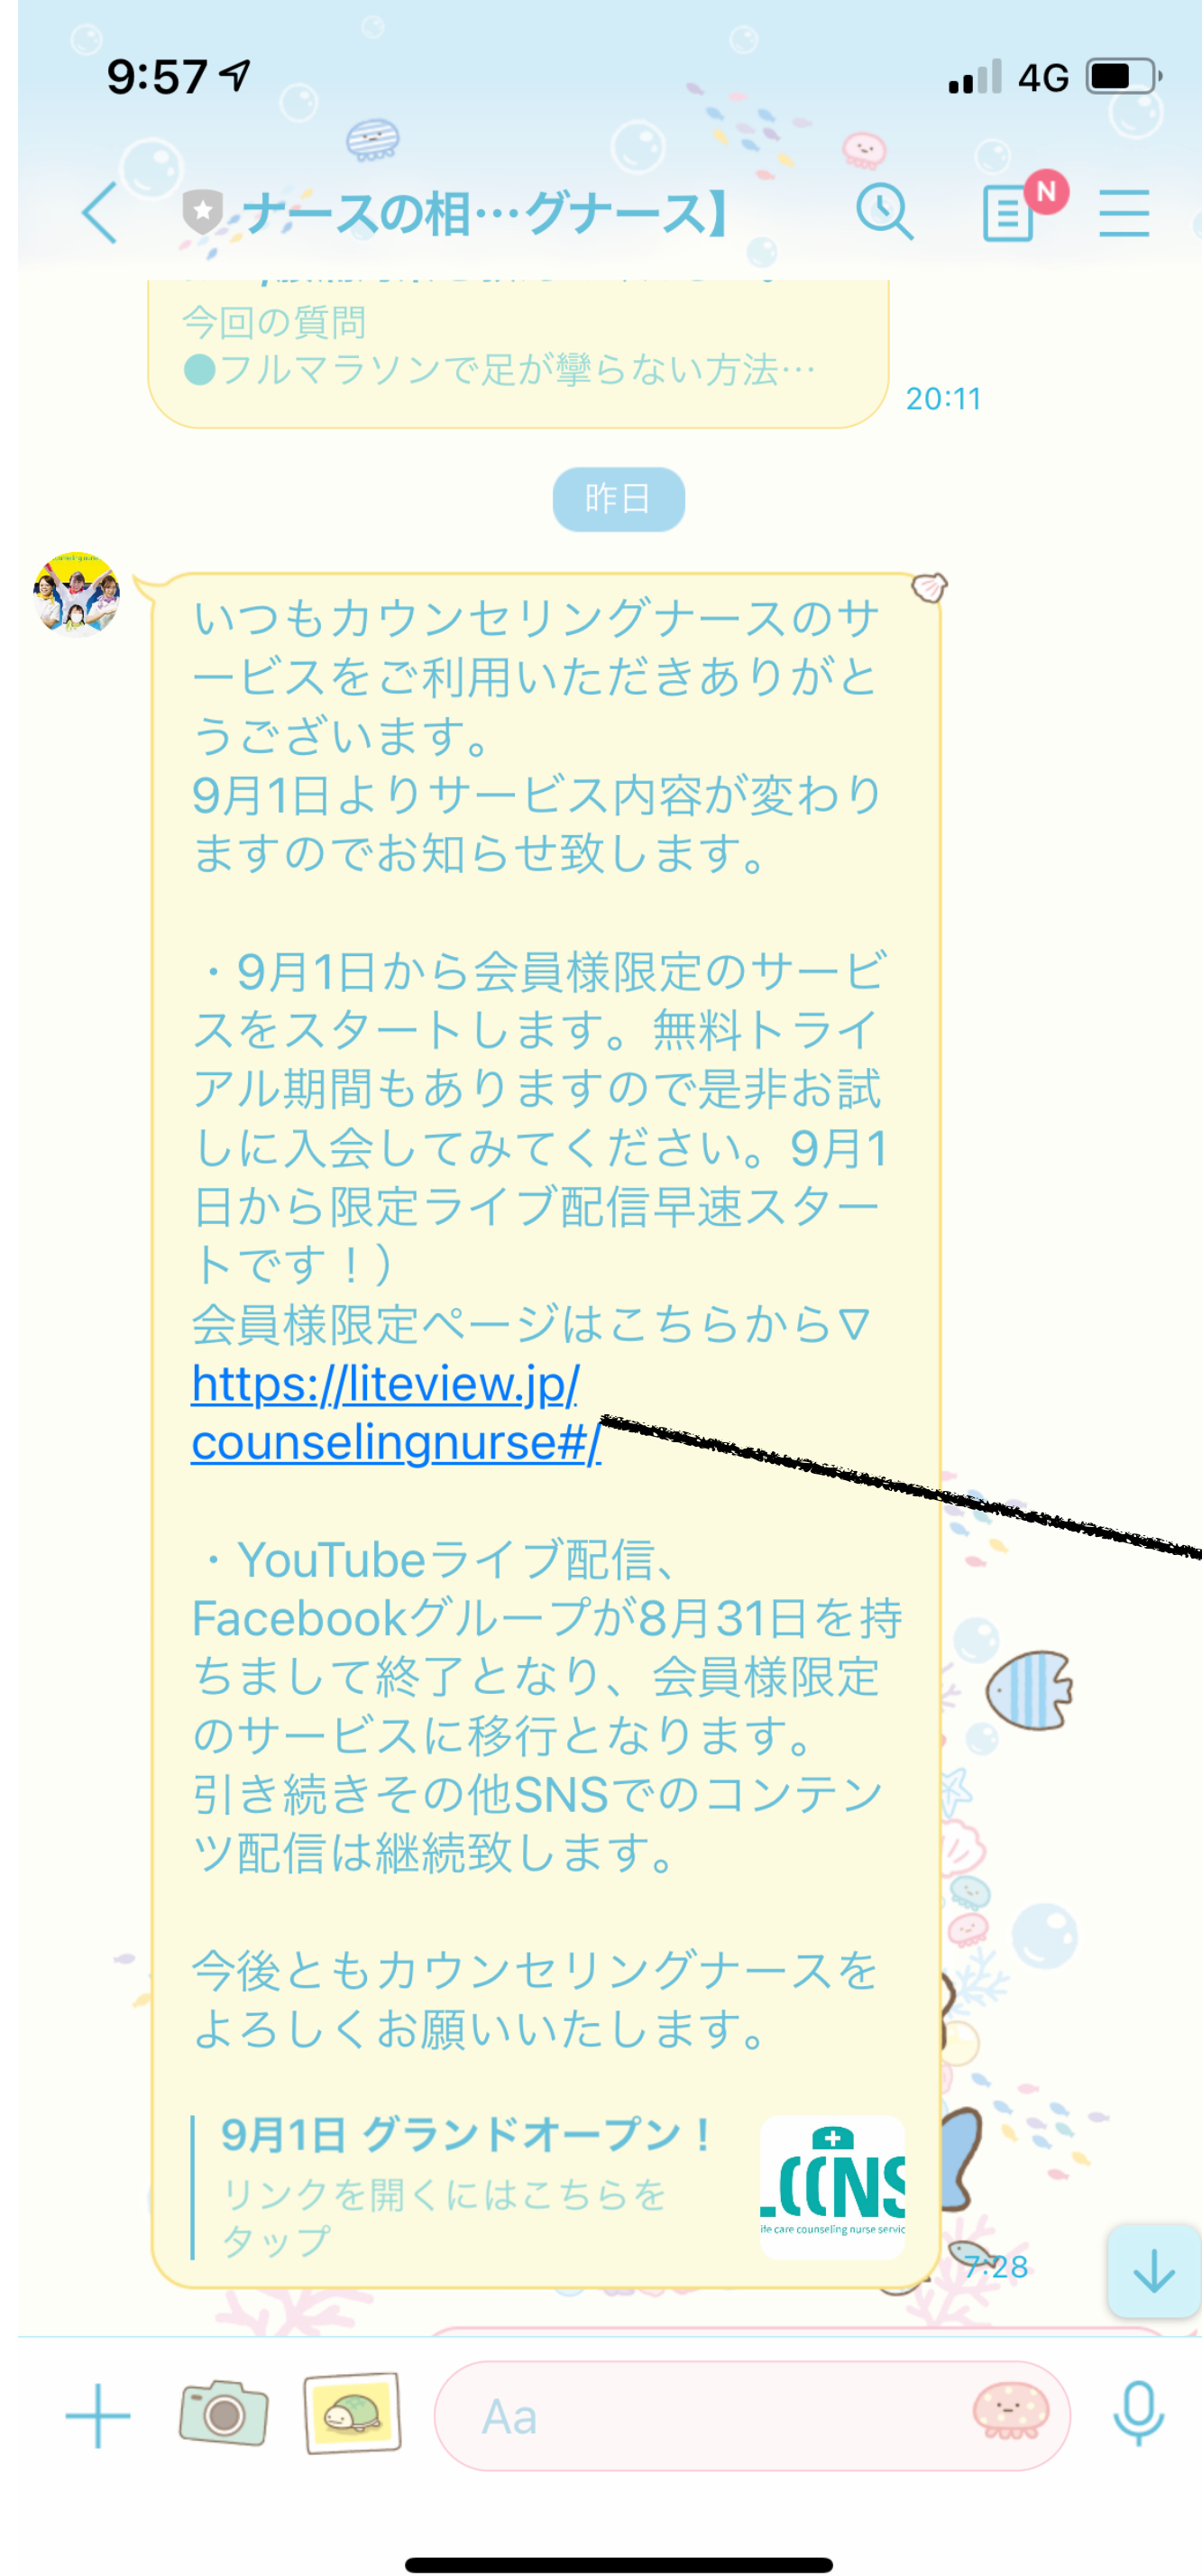 9:57
4G
ナースの相…グナース】
N
今回の質問
●フルマラソンで足が攣らない方法…
20:11
昨日
いつもカウンセリングナースのサ
ービスをご利用いただきありがと
うございます。
9月1日よりサービス内容が変わり
ますのでお知らせ致します。
・9月1日から会員様限定のサービ
スをスタートします。無料トライ
アル期間もありますので是非お試
しに入会してみてください。9月1
日から限定ライブ配信早速スター
トです！）
会員様限定ページはこちらから▽
https://liteview.jp/
counselingnurse#/
・YouTubeライブ配信、
Facebookグループが8月31日を持
ちまして終了となり、会員様限定
のサービスに移行となります。
引き続きその他SNSでのコンテン
ツ配信は継続致します。
今後ともカウンセリングナースを
よろしくお願いいたします。
9月1日 グランドオープン！
リンクを開くにはこちらを
タップ
LCCNS
ife care counseling nurse servic
7:28
Aa